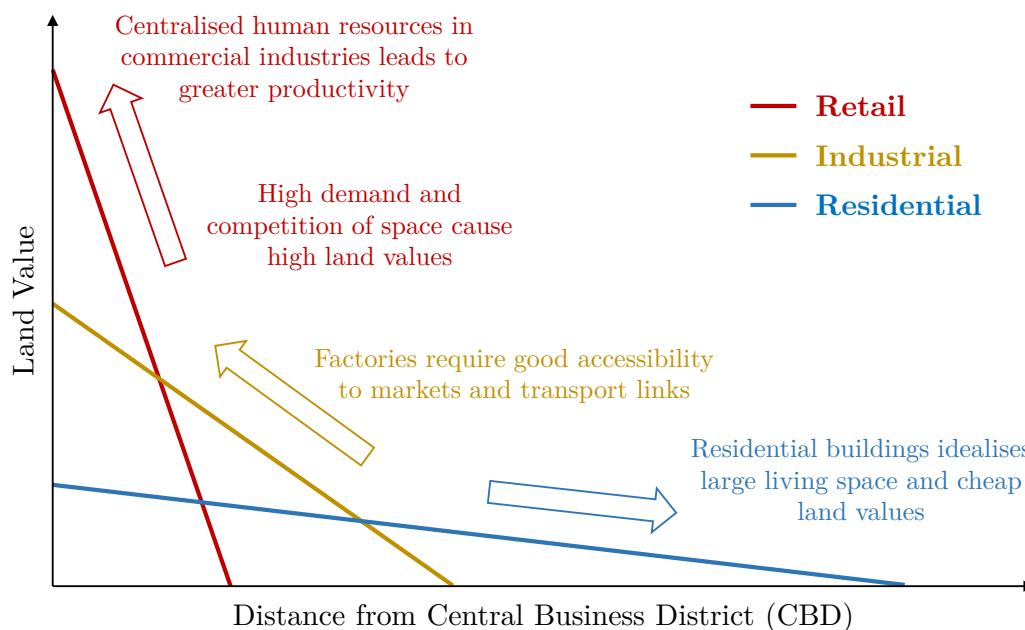 Centralised human resources in
commercial industries leads to
greater productivity
Retail
Industrial
Residential
High demand and
competition of space cause
high land values
Land Value
Factories require good accessibility
to markets and transport links
Residential buildings idealises
large living space and cheap
land values
Distance from Central Business District (CBD)